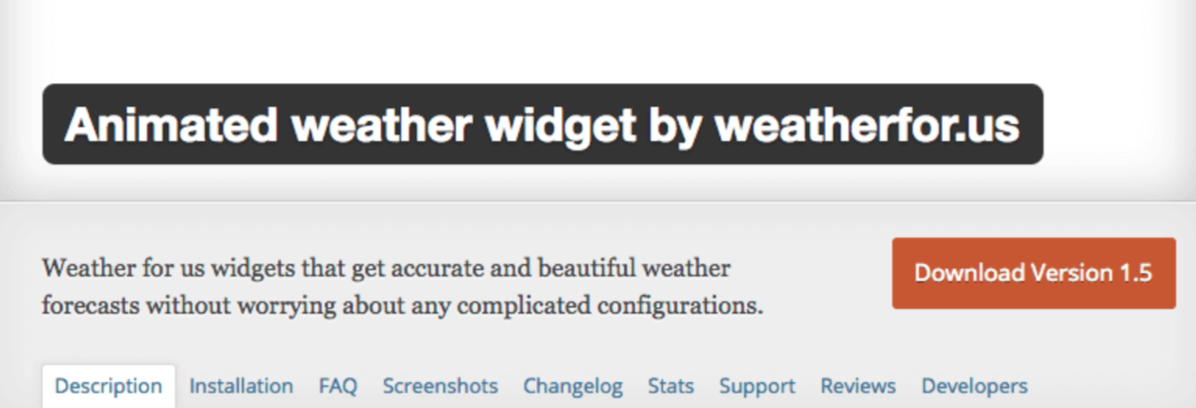 Animated weather widget by weatherfor.us
Weather for us widgets that get accurate and beautiful weather
forecasts without worrying about any complicated configurations.
Download Version 1.5
Description Installation FAQ Screenshots Changelog Stats Support Reviews Developers